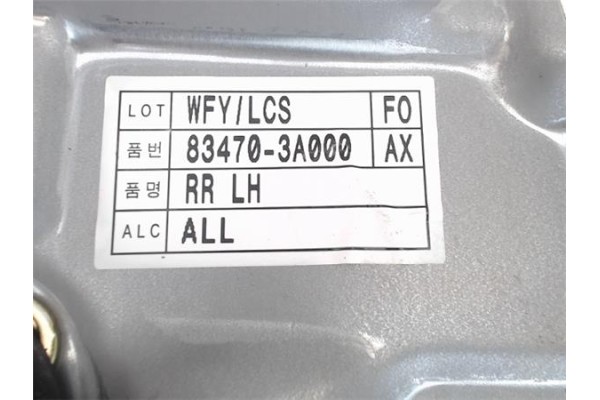 LOT WFY/LCS FO
품번 83470-3A000 AX
품명 RR LH
ALC ALL